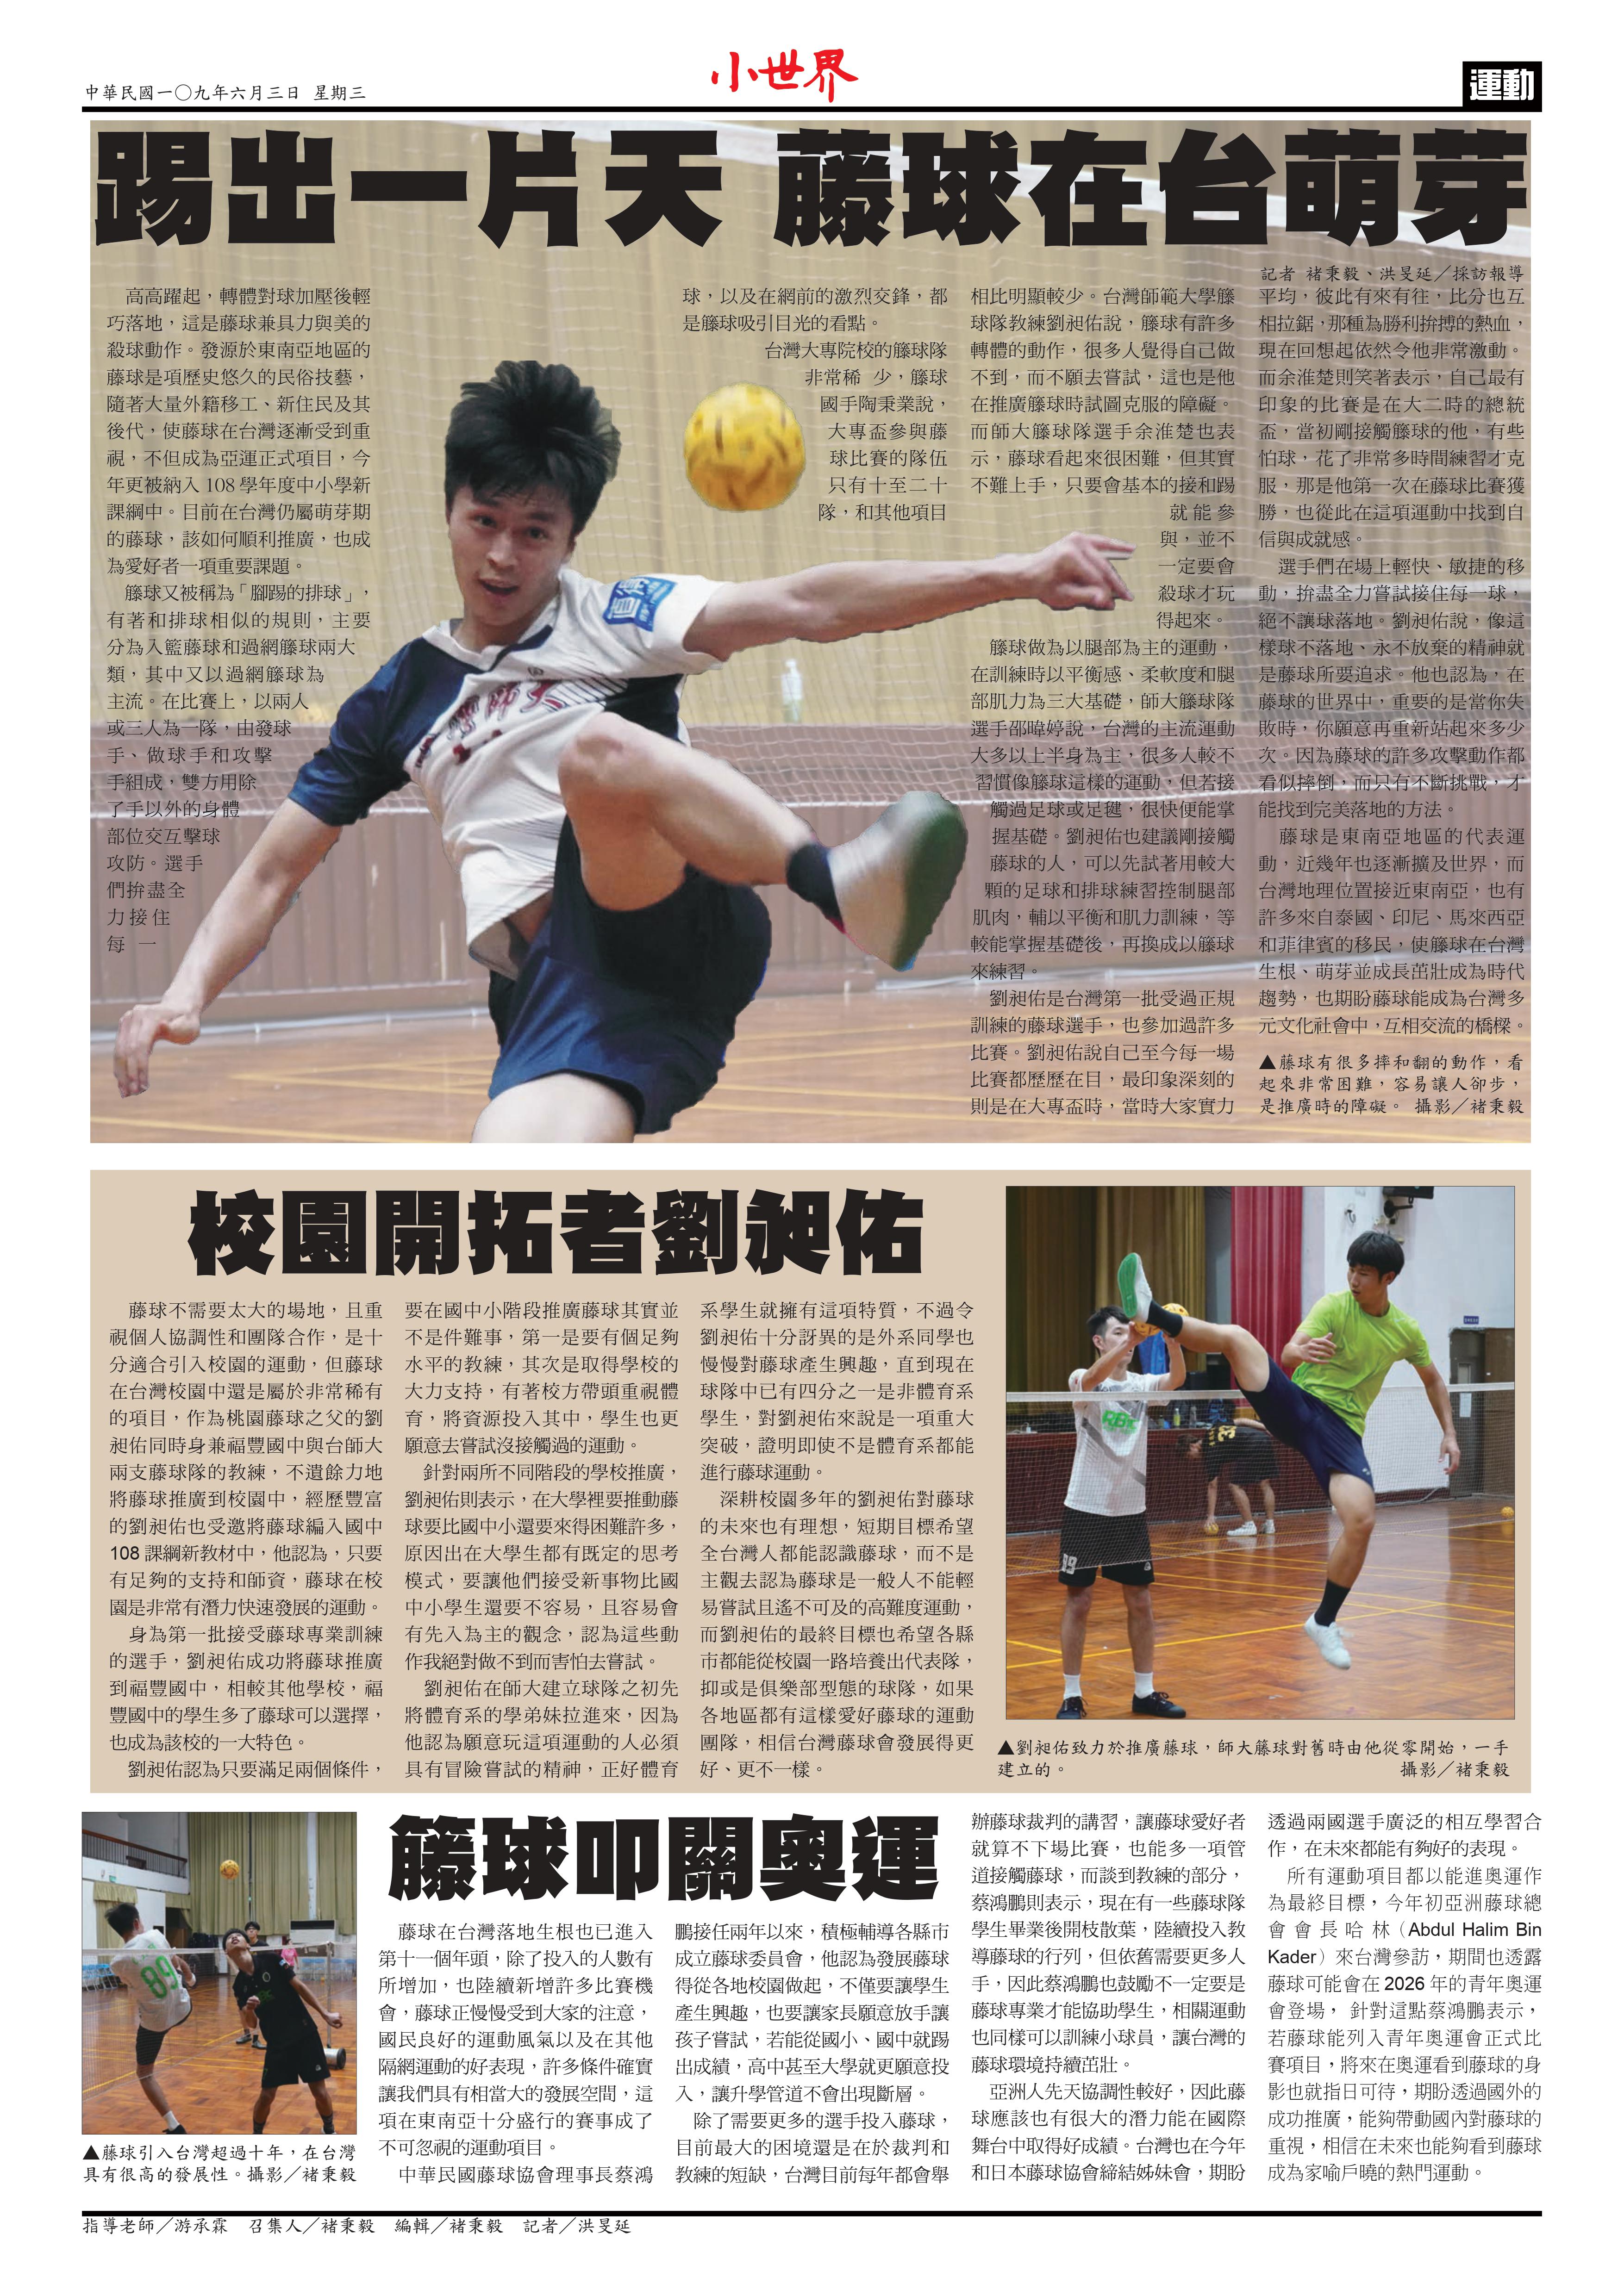 中華民國一〇九年六月三日 星期三
小世界
運動
踢出一片天 藤球在台萌芽
記者 褚秉毅、洪旻延／採訪報導
高高躍起，轉體對球加壓後輕
巧落地，這是藤球兼具力與美的
殺球動作。發源於東南亞地區的
藤球是項歷史悠久的民俗技藝，
隨著大量外籍移工、新住民及其
後代，使藤球在台灣逐漸受到重
視，不但成為亞運正式項目，今
年更被納入 108 學年度中小學新
課綱中。目前在台灣仍屬萌芽期
的藤球，該如何順利推廣，也成
為愛好者一項重要課題。
籐球又被稱為「腳踢的排球」，
有著和排球相似的規則，主要
分為入籃藤球和過網籐球兩大
類，其中又以過網籐球為
主流。在比賽上，以兩人
或三人為一隊，由發球
手、做球手和攻擊
手組成，雙方用除
了手以外的身體
部位交互擊球
攻防。選手
們拚盡全
力接住
每一
球，以及在網前的激烈交鋒，都
是籐球吸引目光的看點。
台灣大專院校的籐球隊
非常稀 少，籐球
國手陶秉業說，
大專盃參與藤
球比賽的隊伍
只有十至二十
隊，和其他項目
相比明顯較少。台灣師範大學籐
球隊教練劉昶佑說，籐球有許多
轉體的動作，很多人覺得自己做
不到，而不願去嘗試，這也是他
在推廣籐球時試圖克服的障礙。
而師大籐球隊選手余淮楚也表
示，藤球看起來很困難，但其實
不難上手，只要會基本的接和踢
就能參
與，並不
一定要會
殺球才玩
得起來。
籐球做為以腿部為主的運動，
在訓練時以平衡感、柔軟度和腿
部肌力為三大基礎，師大籐球隊
選手邵暐婷說，台灣的主流運動
大多以上半身為主，很多人較不
習慣像籐球這樣的運動，但若接
觸過足球或足毽，很快便能掌
握基礎。劉昶佑也建議剛接觸
藤球的人，可以先試著用較大
顆的足球和排球練習控制腿部
肌肉，輔以平衡和肌力訓練，等
較能掌握基礎後，再換成以籐球
來練習。
劉昶佑是台灣第一批受過正規
訓練的藤球選手，也參加過許多
比賽。劉昶佑說自己至今每一場
比賽都歷歷在目，最印象深刻的
則是在大專盃時，當時大家實力
平均，彼此有來有往，比分也互
相拉鋸，那種為勝利拚搏的熱血，
現在回想起依然令他非常激動。
而余淮楚則笑著表示，自己最有
印象的比賽是在大二時的總統
盃，當初剛接觸籐球的他，有些
怕球，花了非常多時間練習才克
服，那是他第一次在藤球比賽獲
勝，也從此在這項運動中找到自
信與成就感。
選手們在場上輕快、敏捷的移
動，拚盡全力嘗試接住每一球，
絕不讓球落地。劉昶佑說，像這
樣球不落地、永不放棄的精神就
是藤球所要追求。他也認為，在
藤球的世界中，重要的是當你失
敗時，你願意再重新站起來多少
次。因為藤球的許多攻擊動作都
看似摔倒，而只有不斷挑戰，才
能找到完美落地的方法。
藤球是東南亞地區的代表運
動，近幾年也逐漸擴及世界，而
台灣地理位置接近東南亞，也有
許多來自泰國、印尼、馬來西亞
和菲律賓的移民，使籐球在台灣
生根、萌芽並成長茁壯成為時代
趨勢，也期盼藤球能成為台灣多
元文化社會中，互相交流的橋樑。
▲藤球有很多摔和翻的動作，看
起來非常困難，容易讓人卻步，
是推廣時的障礙。 攝影／褚秉毅
校園開拓者劉昶佑
藤球不需要太大的場地，且重
視個人協調性和團隊合作，是十
分適合引入校園的運動，但藤球
在台灣校園中還是屬於非常稀有
的項目，作為桃園藤球之父的劉
昶佑同時身兼福豐國中與台師大
兩支藤球隊的教練，不遺餘力地
將藤球推廣到校園中，經歷豐富
的劉昶佑也受邀將藤球編入國中
108 課綱新教材中，他認為，只要
有足夠的支持和師資，藤球在校
園是非常有潛力快速發展的運動。
身為第一批接受藤球專業訓練
的選手，劉昶佑成功將藤球推廣
到福豐國中，相較其他學校，福
豐國中的學生多了藤球可以選擇，
也成為該校的一大特色。
劉昶佑認為只要滿足兩個條件，
要在國中小階段推廣藤球其實並
不是件難事，第一是要有個足夠
水平的教練，其次是取得學校的
大力支持，有著校方帶頭重視體
育，將資源投入其中，學生也更
願意去嘗試沒接觸過的運動。
針對兩所不同階段的學校推廣，
劉昶佑則表示，在大學裡要推動藤
球要比國中小還要來得困難許多，
原因出在大學生都有既定的思考
模式，要讓他們接受新事物比國
中小學生還要不容易，且容易會
有先入為主的觀念，認為這些動
作我絕對做不到而害怕去嘗試。
劉昶佑在師大建立球隊之初先
將體育系的學弟妹拉進來，因為
他認為願意玩這項運動的人必須
具有冒險嘗試的精神，正好體育
系學生就擁有這項特質，不過令
劉昶佑十分訝異的是外系同學也
慢慢對藤球產生興趣，直到現在
球隊中已有四分之一是非體育系
學生，對劉昶佑來說是一項重大
突破，證明即使不是體育系都能
進行藤球運動。
深耕校園多年的劉昶佑對藤球
的未來也有理想，短期目標希望
全台灣人都能認識藤球，而不是
主觀去認為藤球是一般人不能輕
易嘗試且遙不可及的高難度運動，
而劉昶佑的最終目標也希望各縣
市都能從校園一路培養出代表隊，
抑或是俱樂部型態的球隊，如果
各地區都有這樣愛好藤球的運動
團隊，相信台灣藤球會發展得更
好、更不一樣。
89
▲劉昶佑致力於推廣藤球，師大藤球對舊時由他從零開始，一手
建立的。 攝影／褚秉毅
89
▲藤球引入台灣超過十年，在台灣
具有很高的發展性。攝影／褚秉毅
籐球叩關奧運
藤球在台灣落地生根也已進入
第十一個年頭，除了投入的人數有
所增加，也陸續新增許多比賽機
會，藤球正慢慢受到大家的注意，
國民良好的運動風氣以及在其他
隔網運動的好表現，許多條件確實
讓我們具有相當大的發展空間，這
項在東南亞十分盛行的賽事成了
不可忽視的運動項目。
中華民國藤球協會理事長蔡鴻
鵬接任兩年以來，積極輔導各縣市
成立藤球委員會，他認為發展藤球
得從各地校園做起，不僅要讓學生
產生興趣，也要讓家長願意放手讓
孩子嘗試，若能從國小、國中就踢
出成績，高中甚至大學就更願意投
入，讓升學管道不會出現斷層。
除了需要更多的選手投入藤球，
目前最大的困境還是在於裁判和
教練的短缺，台灣目前每年都會舉
辦藤球裁判的講習，讓藤球愛好者
就算不下場比賽，也能多一項管
道接觸藤球，而談到教練的部分，
蔡鴻鵬則表示，現在有一些藤球隊
學生畢業後開枝散葉，陸續投入教
導藤球的行列，但依舊需要更多人
手，因此蔡鴻鵬也鼓勵不一定要是
藤球專業才能協助學生，相關運動
也同樣可以訓練小球員，讓台灣的
藤球環境持續茁壯。
亞洲人先天協調性較好，因此藤
球應該也有很大的潛力能在國際
舞台中取得好成績。台灣也在今年
和日本藤球協會締結姊妹會，期盼
透過兩國選手廣泛的相互學習合
作，在未來都能有夠好的表現。
所有運動項目都以能進奧運作
為最終目標，今年初亞洲藤球總
會會長哈林（Abdul Halim Bin
Kader）來台灣參訪，期間也透露
藤球可能會在 2026 年的青年奧運
會登場， 針對這點蔡鴻鵬表示，
若藤球能列入青年奧運會正式比
賽項目，將來在奧運看到藤球的身
影也就指日可待，期盼透過國外的
成功推廣，能夠帶動國內對藤球的
重視，相信在未來也能夠看到藤球
成為家喻戶曉的熱門運動。
指導老師／游承霖 召集人／褚秉毅 編輯／褚秉毅 記者／洪旻延